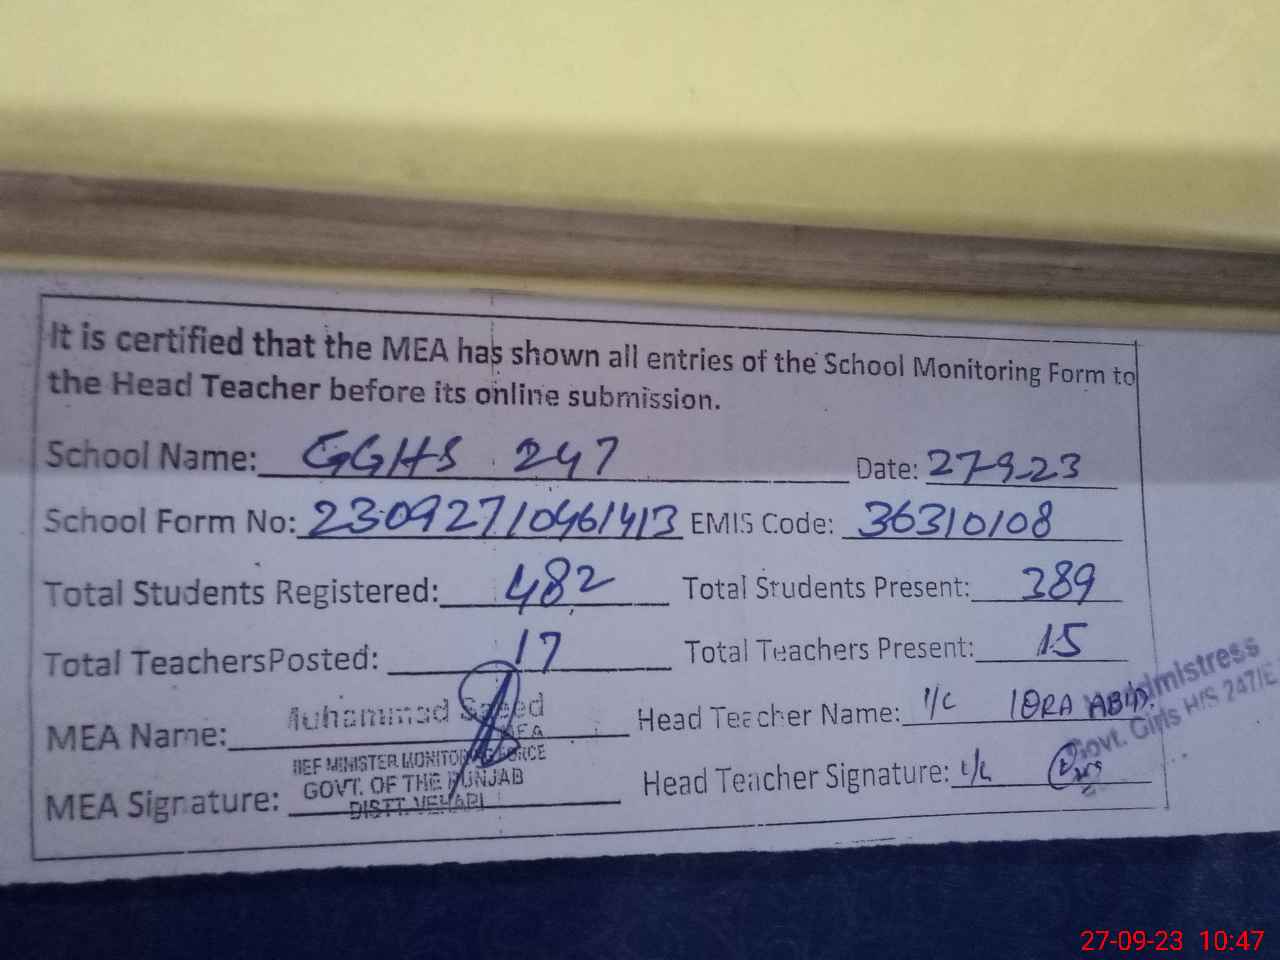 It is certified that the MEA has shown all entries of the School Monitoring Form to
the Head Teacher before its online submission.
School Name: GGHS 247 Date: 27-9-23
School Form No: 23092710461413 EMIS Code: 36310108
Total Students Registered: 482 Total Students Present: 389
Total TeachersPosted: 17 Total Teachers Present: 15
MEA Name: Muhammad Saeed Head Teacher Name: I/C IQRA ABID
MEA
MEA Signature: Head Teacher Signature: I/C
CHIEF MINISTER MONITORING FORCE
GOVT. OF THE PUNJAB
DISTT. VEHARI
Headmistress
Govt. Girls H/S 247/E
27-09-23 10:47